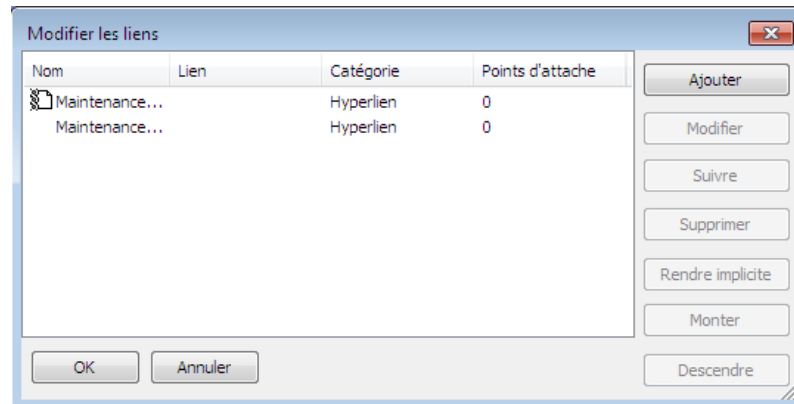 Modifier les liens
Nom Lien Catégorie Points d'attache
Maintenance... Hyperlien 0
Maintenance... Hyperlien 0
Ajouter
Modifier
Suivre
Supprimer
Rendre implicite
Monter
Descendre
OK Annuler